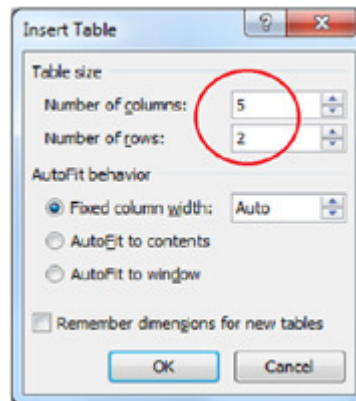 Insert Table
Table size
Number of columns: 5
Number of rows: 2
AutoFit behavior
Fixed column width: Auto
AutoFit to contents
AutoFit to window
Remember dimensions for new tables
OK Cancel